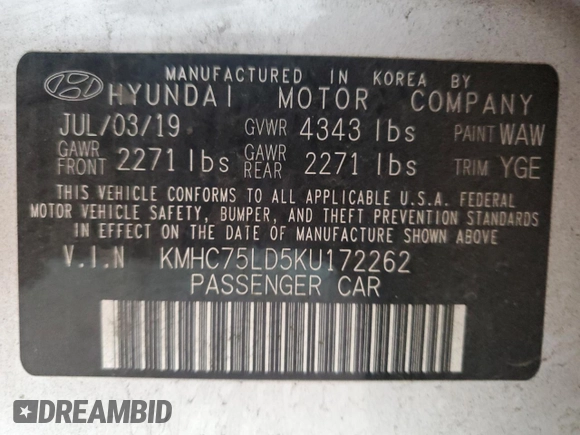 MANUFACTURED IN KOREA BY
HYUNDAI MOTOR COMPANY
JUL/03/19 GVWR 4343 lbs PAINT WAW
GAWR FRONT 2271 lbs GAWR REAR 2271 lbs TRIM YGE
THIS VEHICLE CONFORMS TO ALL APPLICABLE U.S.A. FEDERAL
MOTOR VEHICLE SAFETY, BUMPER, AND THEFT PREVENTION STANDARDS
IN EFFECT ON THE DATE OF MANUFACTURE SHOWN ABOVE
V.I.N KMHC75LD5KU172262
PASSENGER CAR
DREAMBID